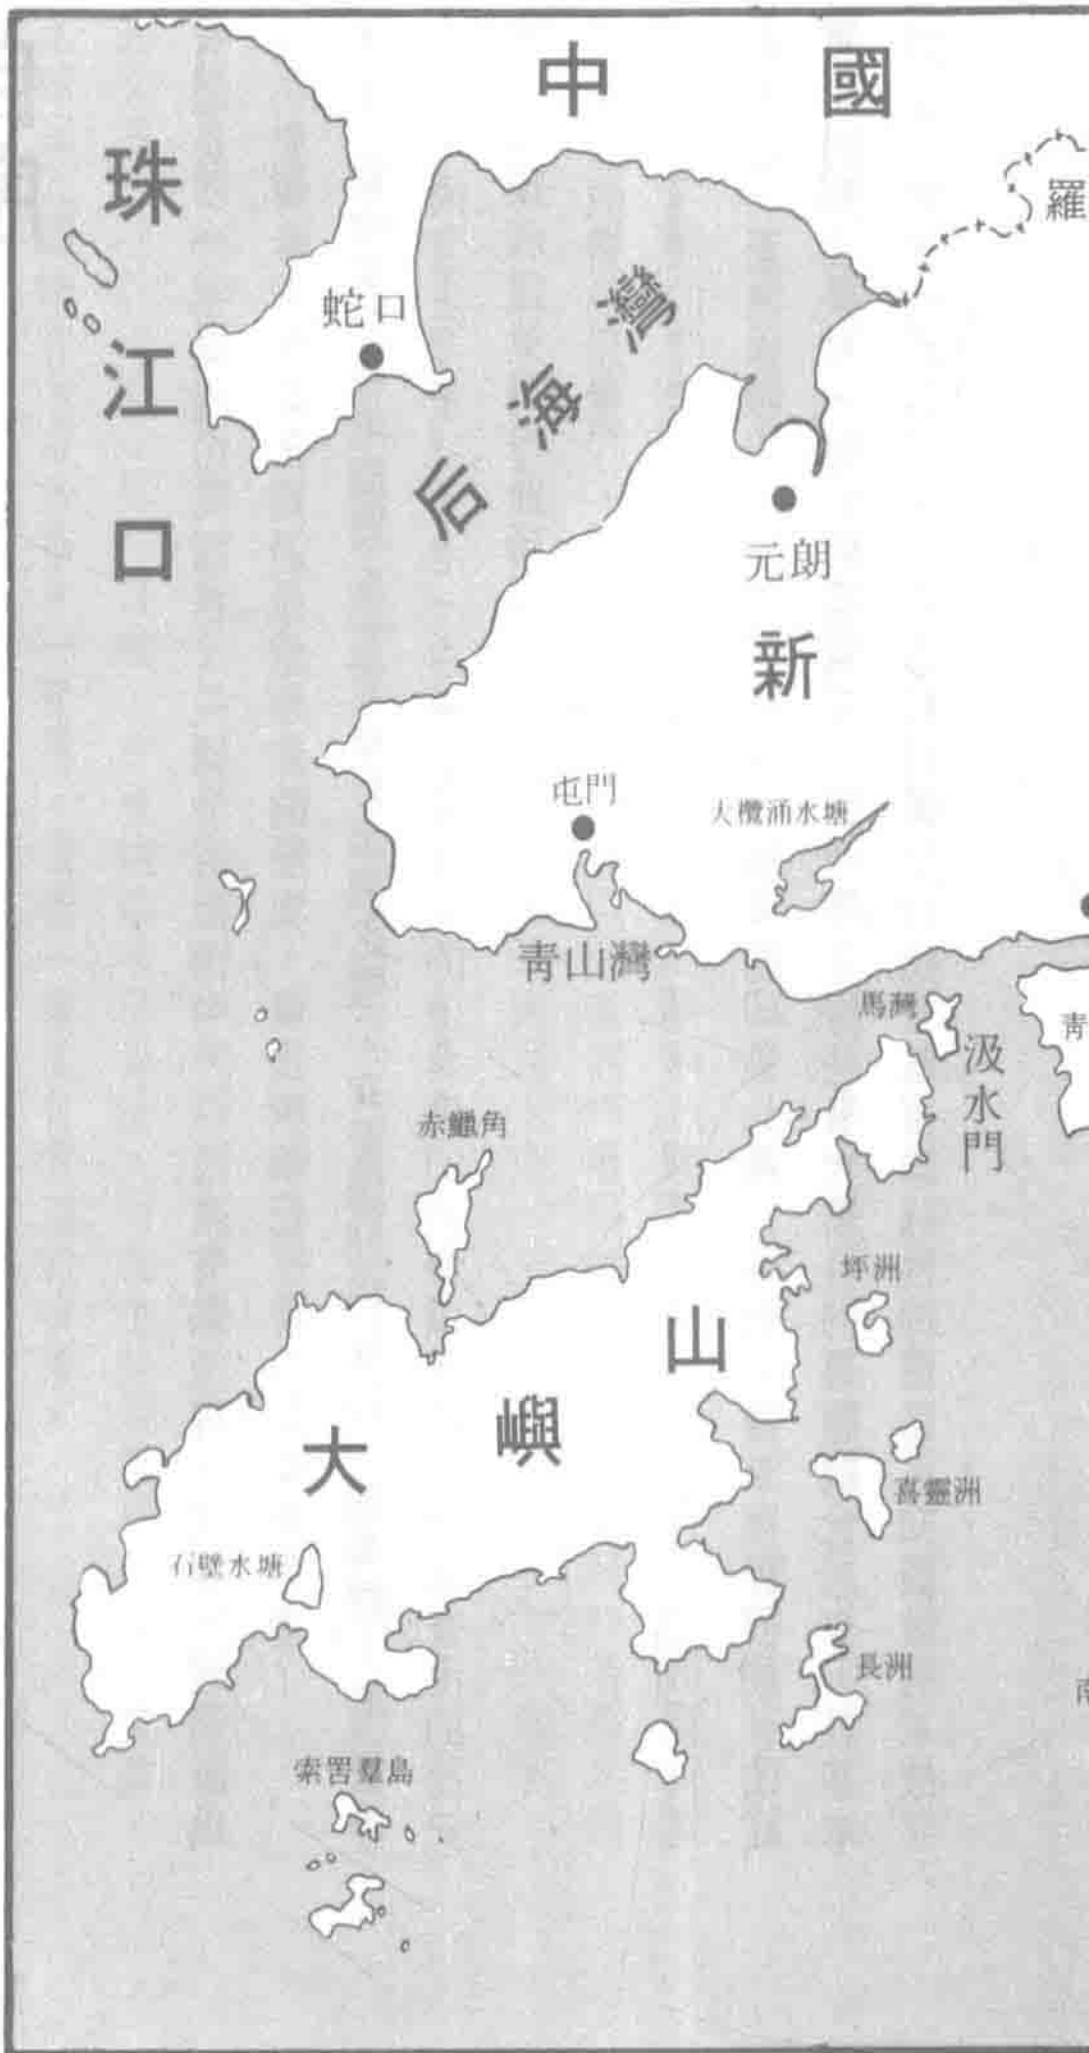 中國
珠江口
羅
蛇口
后海灣
元朗
新
屯門
大欖涌水塘
青山灣
馬灣
汲水門
青
赤鱲角
坪洲
大嶼山
喜靈洲
石壁水塘
長洲
索罟羣島